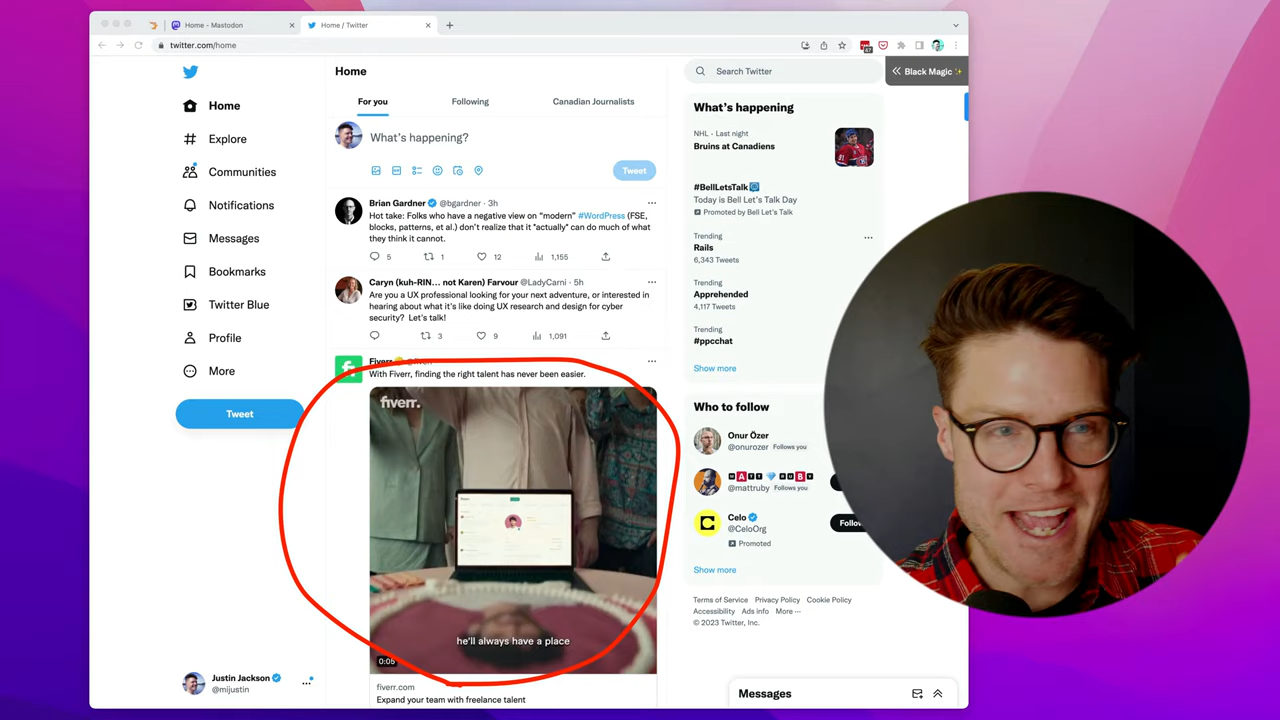 Home - Mastodon
Home / Twitter
twitter.com/home
Black Magic
Home
Explore
Communities
Notifications
Messages
Bookmarks
Twitter Blue
Profile
More
Tweet
Justin Jackson
@mijustin
Home
For you
Following
Canadian Journalists
What's happening?
Tweet
Brian Gardner @bgardner · 3h
Hot take: Folks who have a negative view on "modern" #WordPress (FSE,
blocks, patterns, et al.) don't realize that it *actually* can do much of what
they think it cannot.
5 1 12 1,155
Caryn (kuh-RIN... not Karen) Farvour @LadyCarni · 5h
Are you a UX professional looking for your next adventure, or interested in
hearing about what it's like doing UX research and design for cyber
security? Let's talk!
3 9 1,091
Fiverr
With Fiverr, finding the right talent has never been easier.
fiverr.
he'll always have a place
0:05
fiverr.com
Expand your team with freelance talent
Search Twitter
What's happening
NHL · Last night
Bruins at Canadiens
#BellLetsTalk
Today is Bell Let's Talk Day
Promoted by Bell Let's Talk
Trending
Rails
6,343 Tweets
Trending
Apprehended
4,117 Tweets
Trending
#ppcchat
Show more
Who to follow
Onur Özer
@onurozer Follows you
@mattruby Follows you
Celo
@CeloOrg
Promoted
Follow
Show more
Terms of Service Privacy Policy Cookie Policy
Accessibility Ads info More ···
© 2023 Twitter, Inc.
Messages